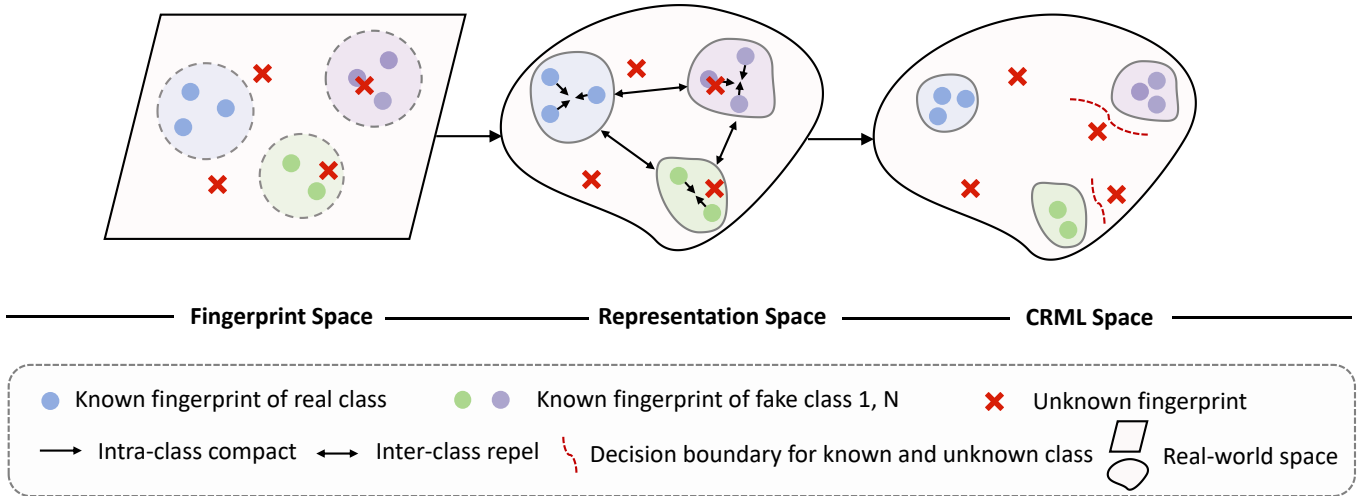 Fingerprint Space Representation Space CRML Space
Known fingerprint of real class Known fingerprint of fake class 1, N Unknown fingerprint
Intra-class compact Inter-class repel Decision boundary for known and unknown class Real-world space